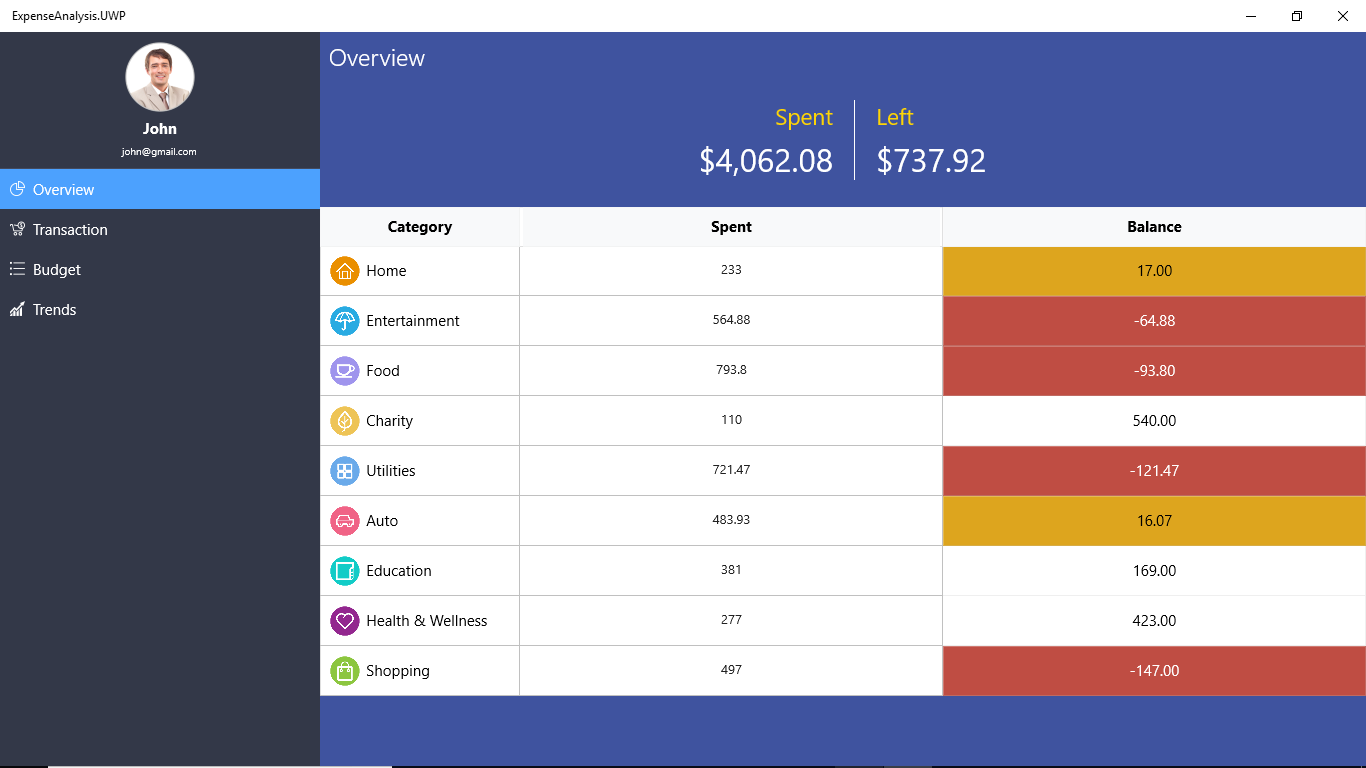 ExpenseAnalysis.UWP
John
john@gmail.com
Overview
Transaction
Budget
Trends
Overview
Spent Left
$4,062.08 $737.92
Category Spent Balance
Home 233 17.00
Entertainment 564.88 -64.88
Food 793.8 -93.80
Charity 110 540.00
Utilities 721.47 -121.47
Auto 483.93 16.07
Education 381 169.00
Health & Wellness 277 423.00
Shopping 497 -147.00